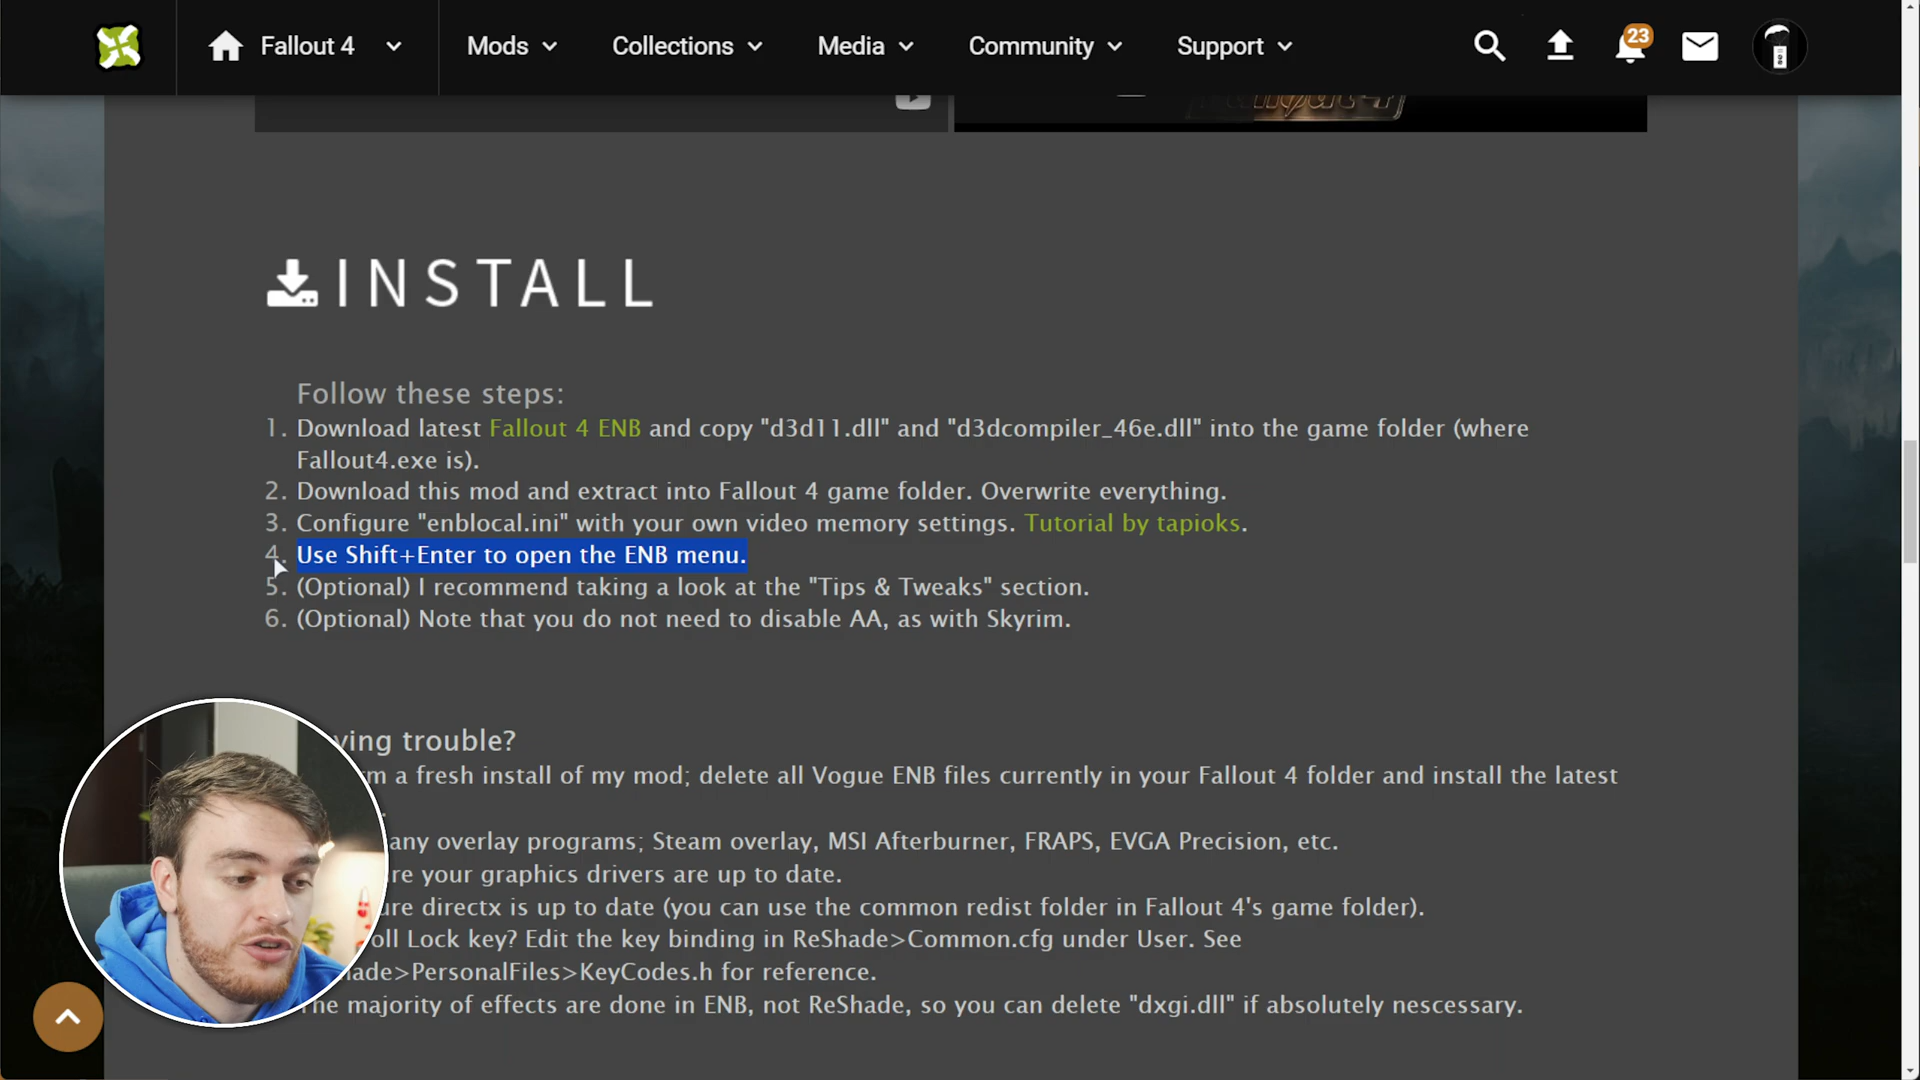 Fallout 4
Mods
Collections
Media
Community
Support
23
INSTALL
Follow these steps:
1. Download latest Fallout 4 ENB and copy "d3d11.dll" and "d3dcompiler_46e.dll" into the game folder (where
Fallout4.exe is).
2. Download this mod and extract into Fallout 4 game folder. Overwrite everything.
3. Configure "enblocal.ini" with your own video memory settings. Tutorial by tapioks.
4. Use Shift+Enter to open the ENB menu.
5. (Optional) I recommend taking a look at the "Tips & Tweaks" section.
6. (Optional) Note that you do not need to disable AA, as with Skyrim.
trouble?
a fresh install of my mod; delete all Vogue ENB files currently in your Fallout 4 folder and install the latest
any overlay programs; Steam overlay, MSI Afterburner, FRAPS, EVGA Precision, etc.
your graphics drivers are up to date.
directx is up to date (you can use the common redist folder in Fallout 4's game folder).
Lock key? Edit the key binding in ReShade>Common.cfg under User. See
>PersonalFiles>KeyCodes.h for reference.
majority of effects are done in ENB, not ReShade, so you can delete "dxgi.dll" if absolutely nescessary.